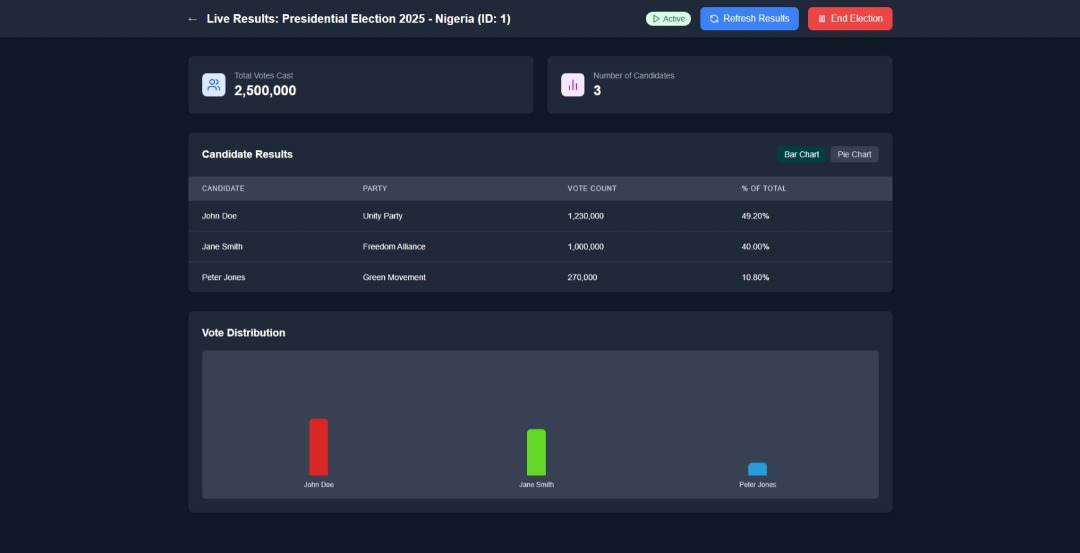 ← Live Results: Presidential Election 2025 - Nigeria (ID: 1) Active Refresh Results End Election
Total Votes Cast
2,500,000
Number of Candidates
3
Candidate Results Bar Chart Pie Chart
CANDIDATE PARTY VOTE COUNT % OF TOTAL
John Doe Unity Party 1,230,000 49.20%
Jane Smith Freedom Alliance 1,000,000 40.00%
Peter Jones Green Movement 270,000 10.80%
Vote Distribution
John Doe Jane Smith Peter Jones